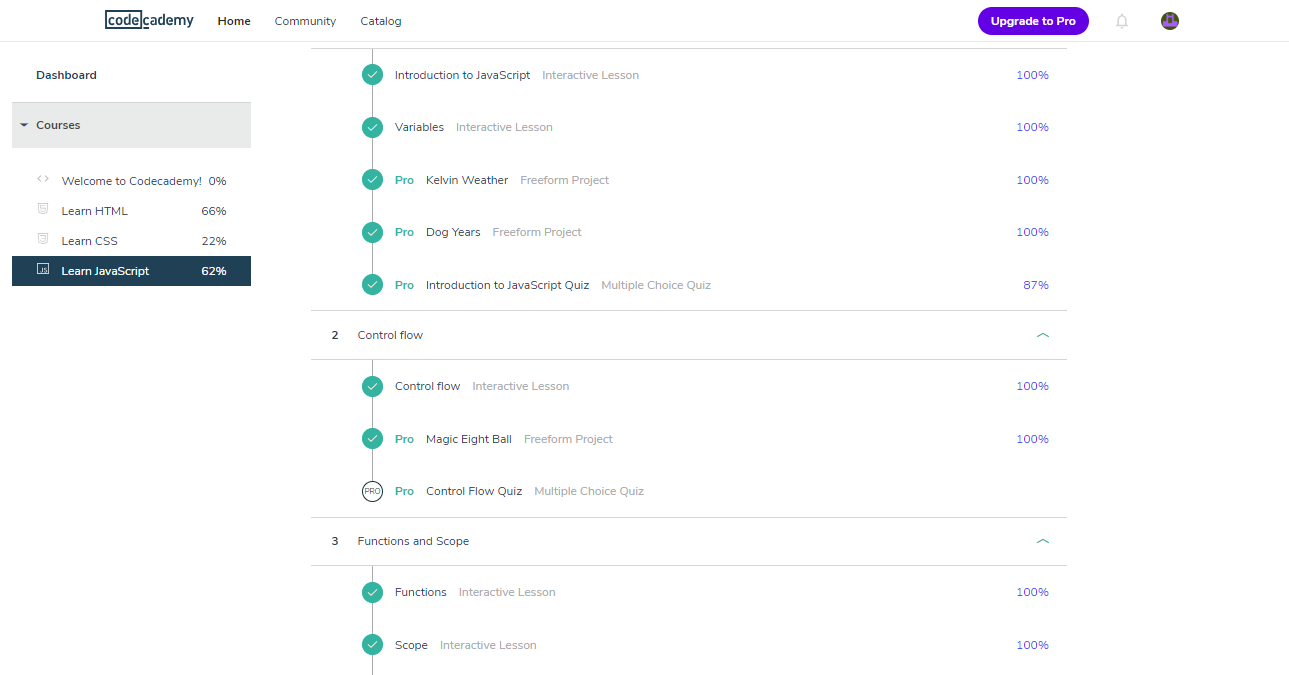 codecademy Home Community Catalog Upgrade to Pro
Dashboard
Courses
Welcome to Codecademy! 0%
Learn HTML 66%
Learn CSS 22%
JS Learn JavaScript 62%
Introduction to JavaScript Interactive Lesson 100%
Variables Interactive Lesson 100%
Pro Kelvin Weather Freeform Project 100%
Pro Dog Years Freeform Project 100%
Pro Introduction to JavaScript Quiz Multiple Choice Quiz 87%
2 Control flow
Control flow Interactive Lesson 100%
Pro Magic Eight Ball Freeform Project 100%
PRO Pro Control Flow Quiz Multiple Choice Quiz
3 Functions and Scope
Functions Interactive Lesson 100%
Scope Interactive Lesson 100%